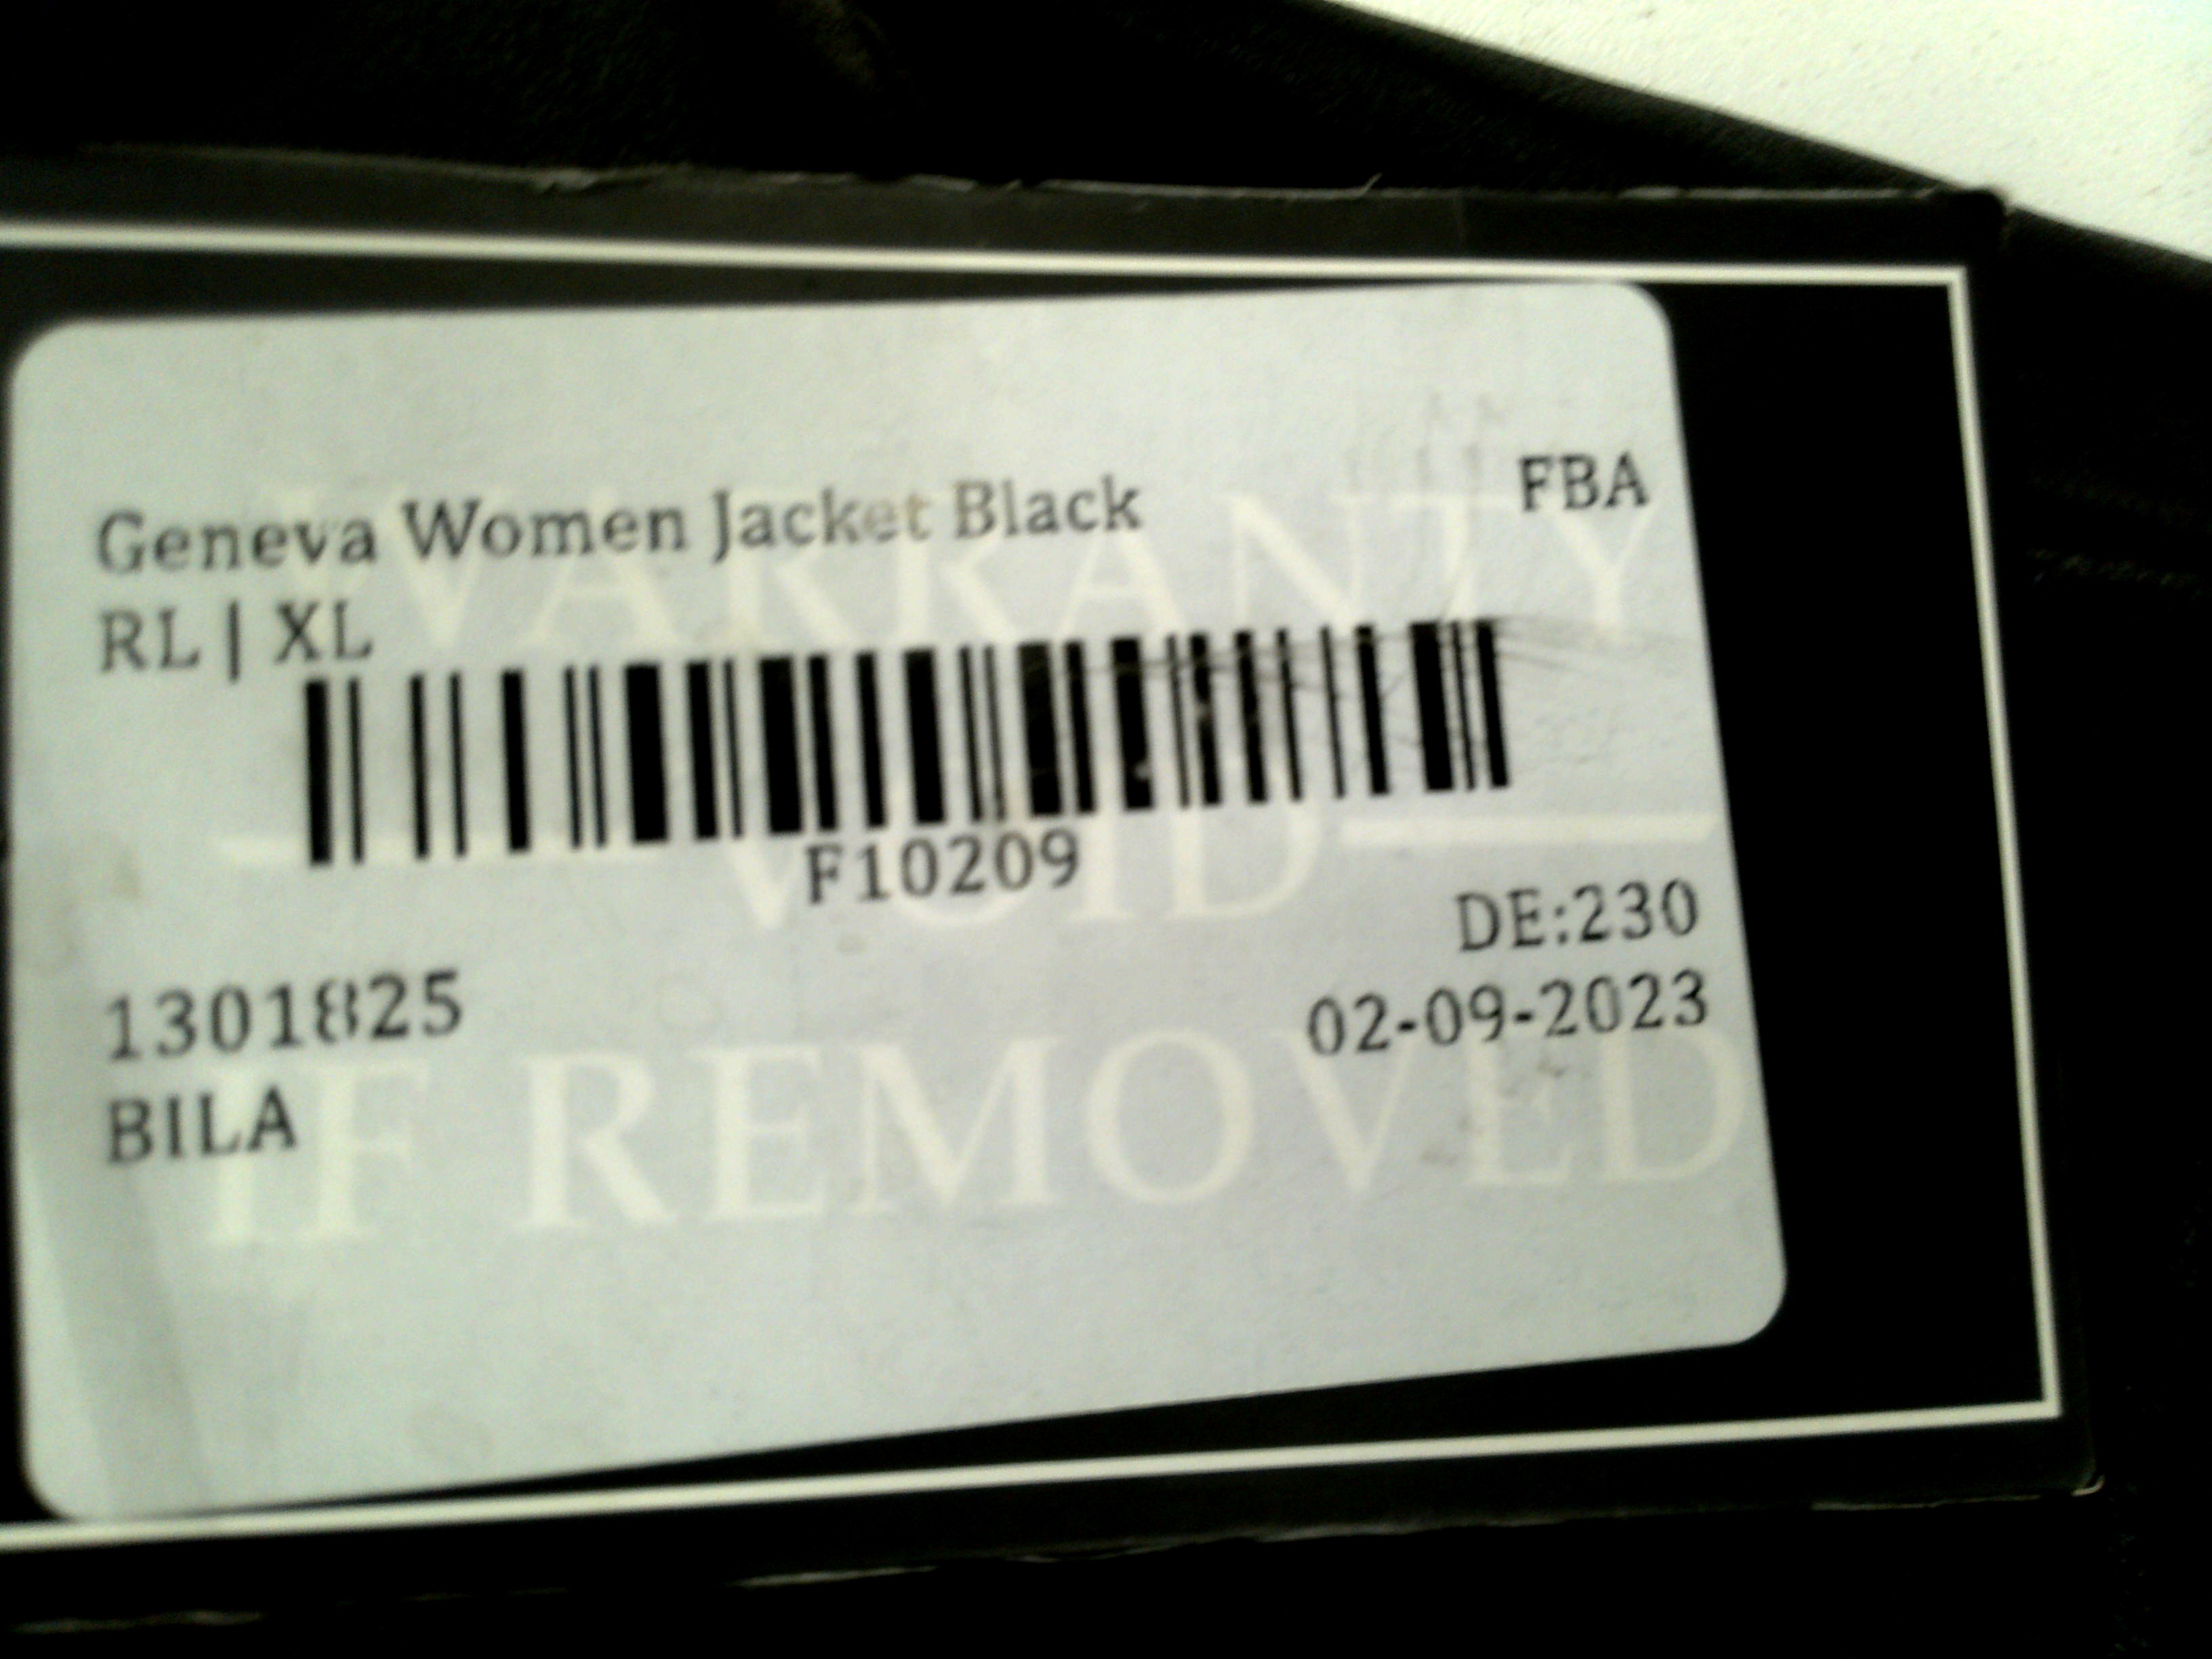 Geneva Women Jacket Black
FBA
RL | XL
WARRANTY
F10209
VOID
DE:230
1301825
02-09-2023
BILA
IF REMOVED